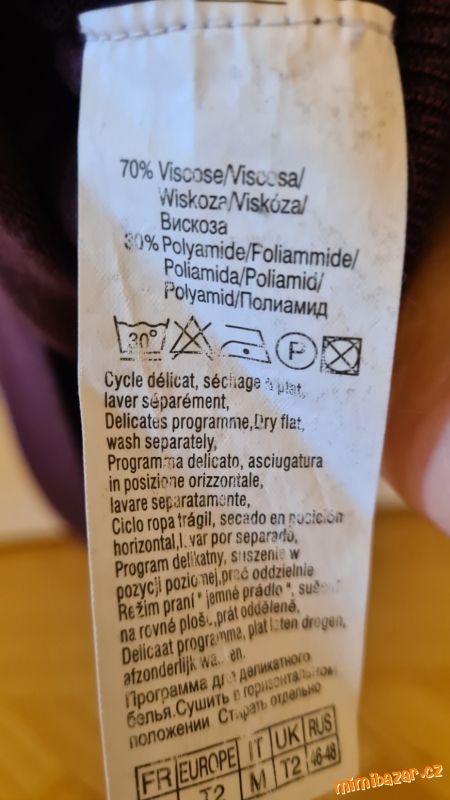 70% Viscose/Viscosa/
Wiskoza/Viskóza/
Вискоза
30% Polyamide/Foliammide/
Poliamida/Poliamid/
Polyamid/Полиамид
30° P
Cycle délicat, séchage à plat,
laver séparément,
Delicates programme,Dry flat,
wash separately,
Programma delicato, asciugatura
in posizione orizzontale,
lavare separatamente,
Ciclo ropa frágil, secado en posición
horizontal,lavar por separado,
Program delikatny, suszenie w
pozycji poziomej,prać oddzielnie
Režim praní " jemné prádlo ", sušení
na rovné ploše,prát odděleně,
Delicaat programma, plat laten drogen,
afzonderlijk
Программа для деликатного
белья.Сушить в горизонтальном
положении. Стирать отдельно
FR EUROPE IT UK RUS
T2 M T2 46-48
mimibazar.cz